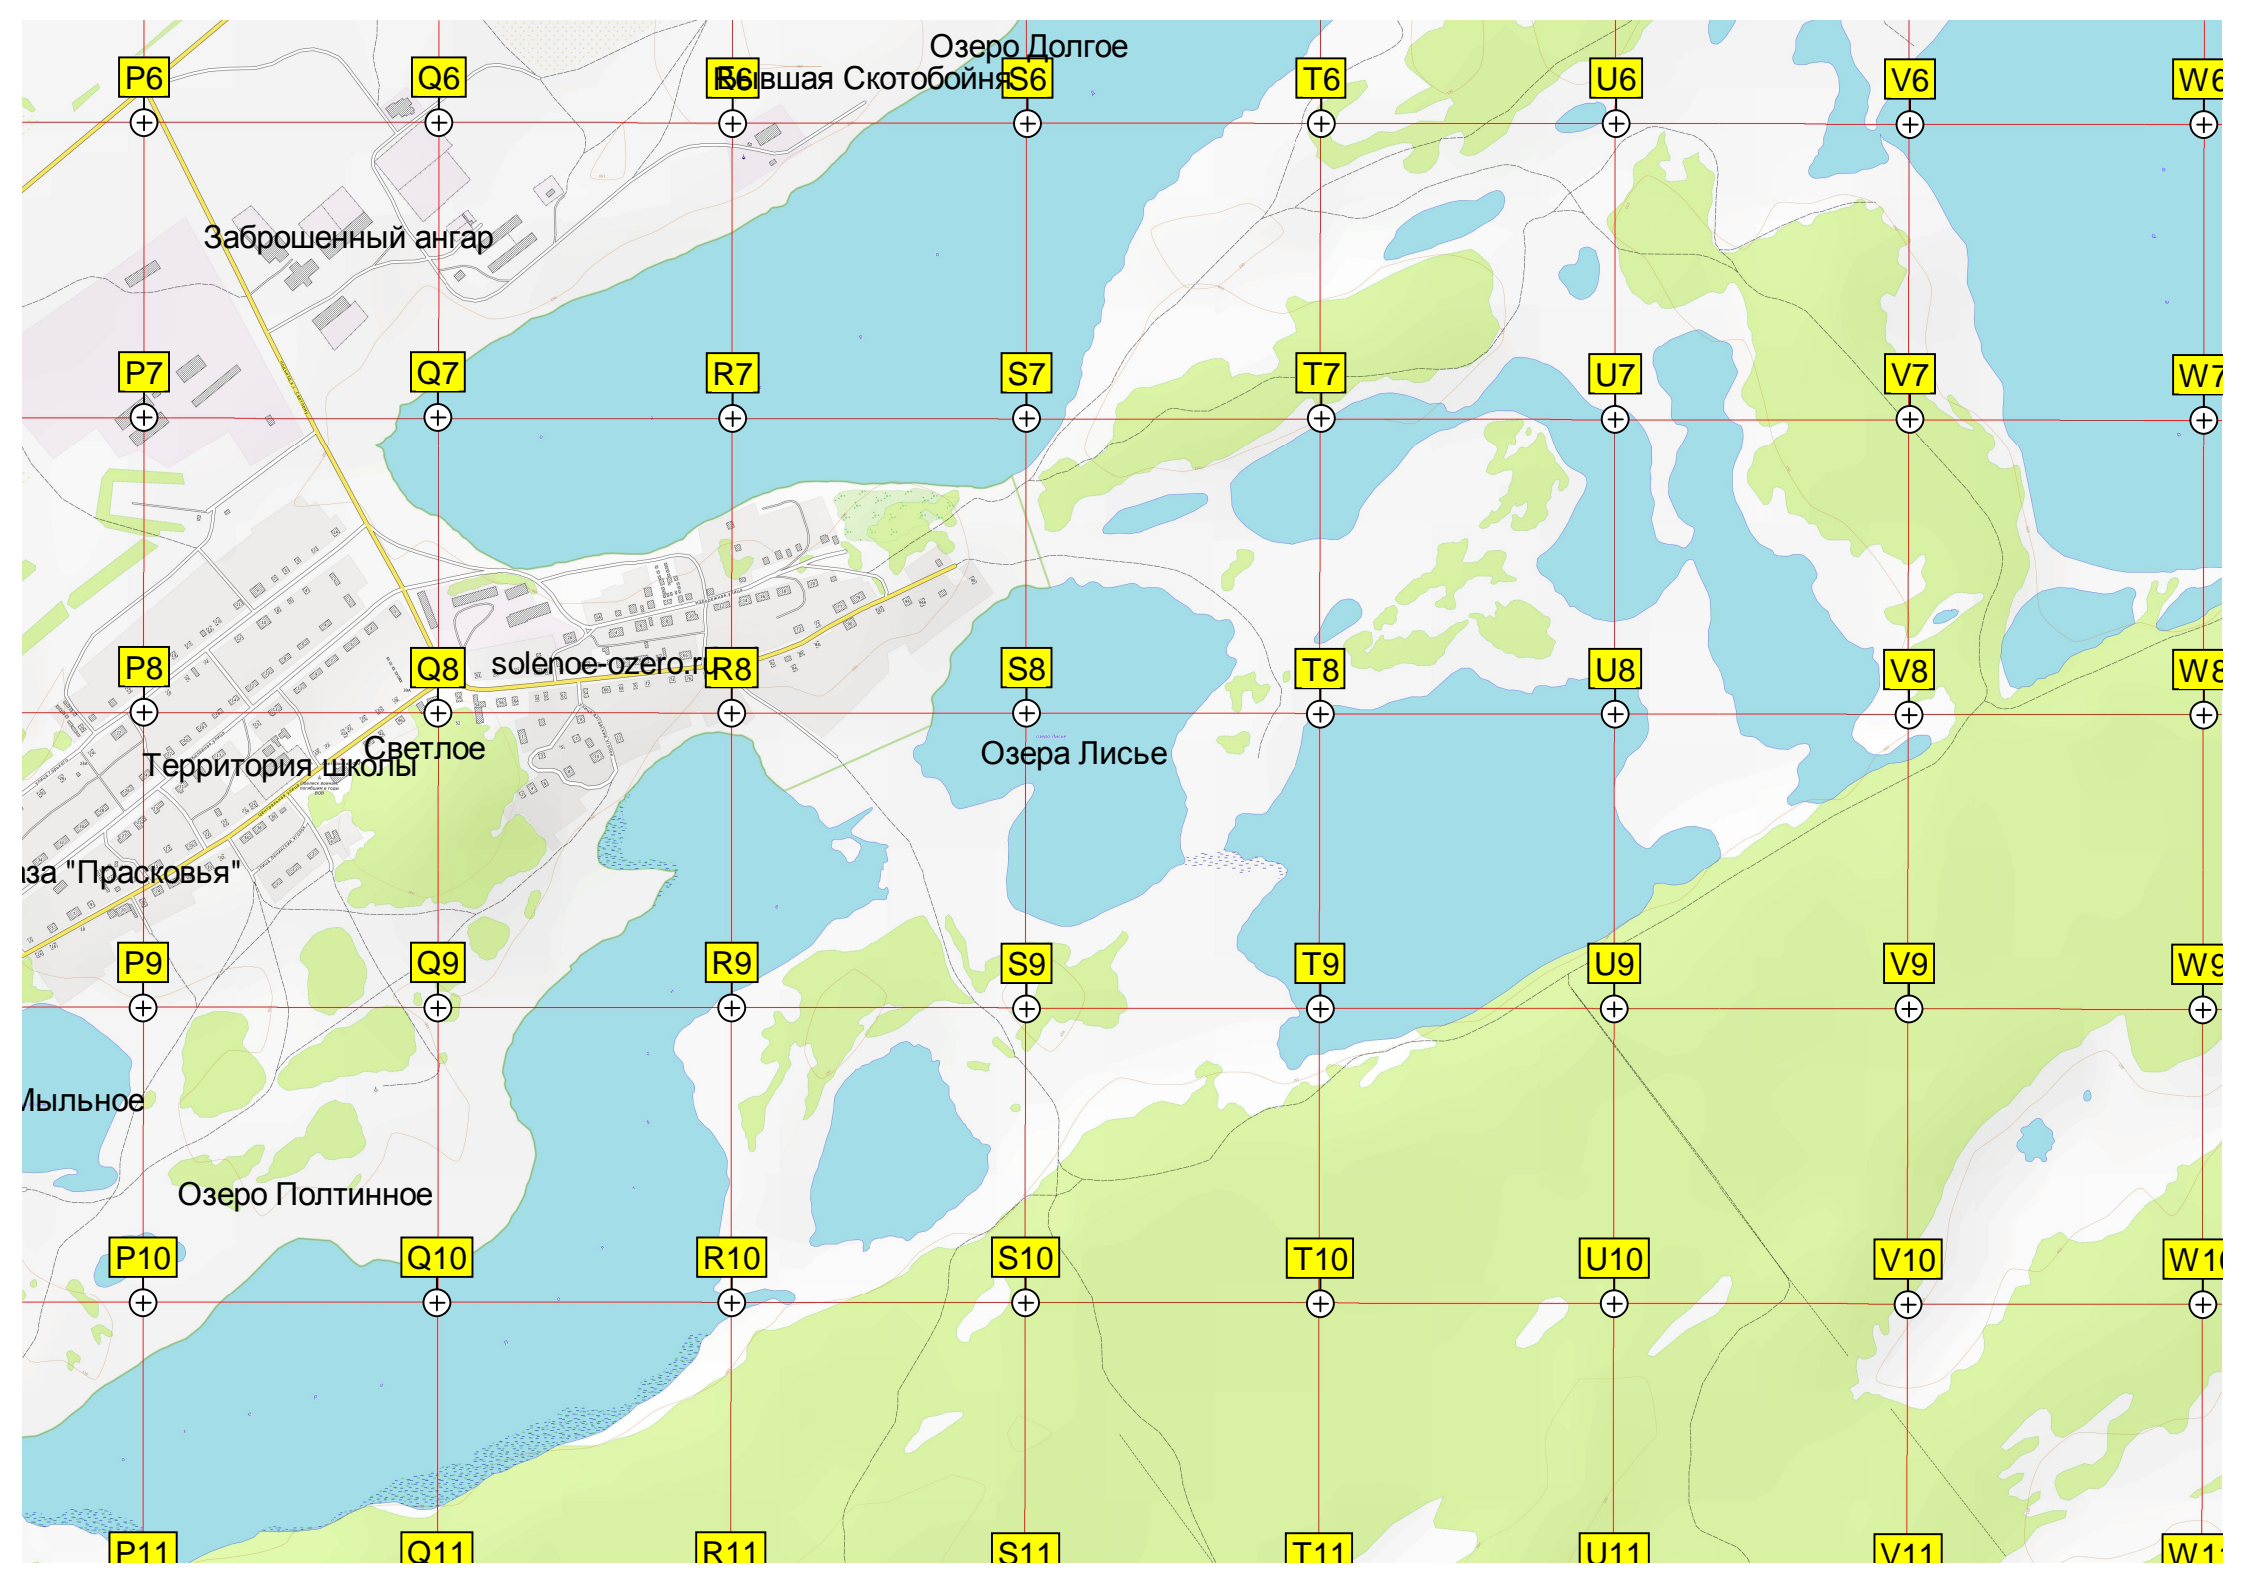 Озеро Долгое
P6 Q6 R6 Бывшая Скотобойня S6 T6 U6 V6 W6
Заброшенный ангар
P7 Q7 R7 S7 T7 U7 V7 W7
P8 Q8 solenoe-ozero.ru R8 S8 T8 U8 V8 W8
Светлое
Озера Лисье
Территория школы
аза "Прасковья"
P9 Q9 R9 S9 T9 U9 V9 W9
Мыльное
Озеро Полтинное
P10 Q10 R10 S10 T10 U10 V10 W10
P11 Q11 R11 S11 T11 U11 V11 W11